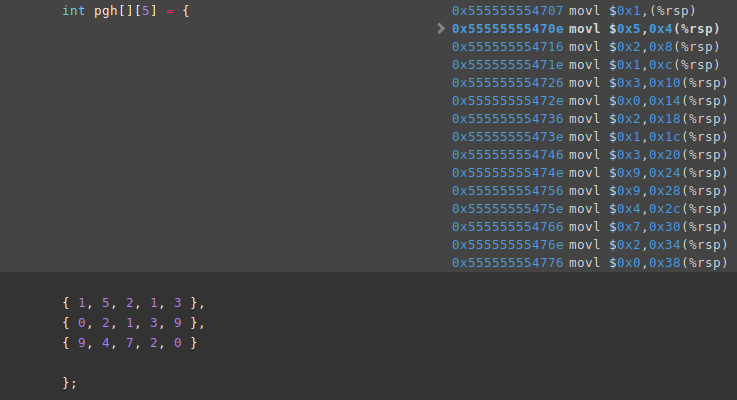 int pgh[][5] = {
0x555555554707 movl $0x1,(%rsp)
0x55555555470e movl $0x5,0x4(%rsp)
0x555555554716 movl $0x2,0x8(%rsp)
0x55555555471e movl $0x1,0xc(%rsp)
0x555555554726 movl $0x3,0x10(%rsp)
0x55555555472e movl $0x0,0x14(%rsp)
0x555555554736 movl $0x2,0x18(%rsp)
0x55555555473e movl $0x1,0x1c(%rsp)
0x555555554746 movl $0x3,0x20(%rsp)
0x55555555474e movl $0x9,0x24(%rsp)
0x555555554756 movl $0x9,0x28(%rsp)
0x55555555475e movl $0x4,0x2c(%rsp)
0x555555554766 movl $0x7,0x30(%rsp)
0x55555555476e movl $0x2,0x34(%rsp)
0x555555554776 movl $0x0,0x38(%rsp)
{ 1, 5, 2, 1, 3 },
{ 0, 2, 1, 3, 9 },
{ 9, 4, 7, 2, 0 }
};